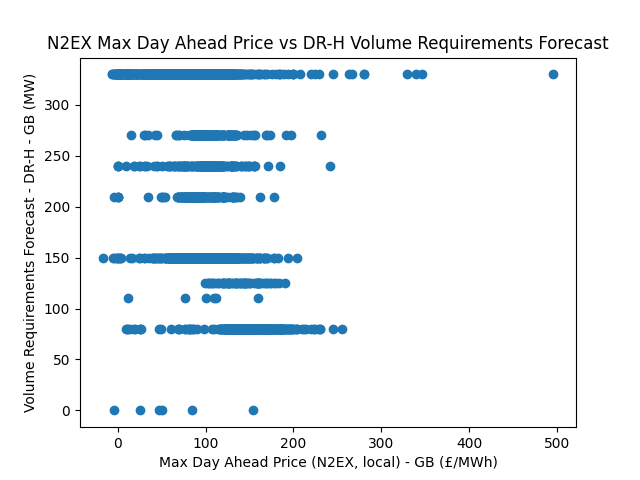 N2EX Max Day Ahead Price vs DR-H Volume Requirements Forecast
Volume Requirements Forecast - DR-H - GB (MW)
300
250
200
150
100
50
0
0 100 200 300 400 500
Max Day Ahead Price (N2EX, local) - GB (£/MWh)